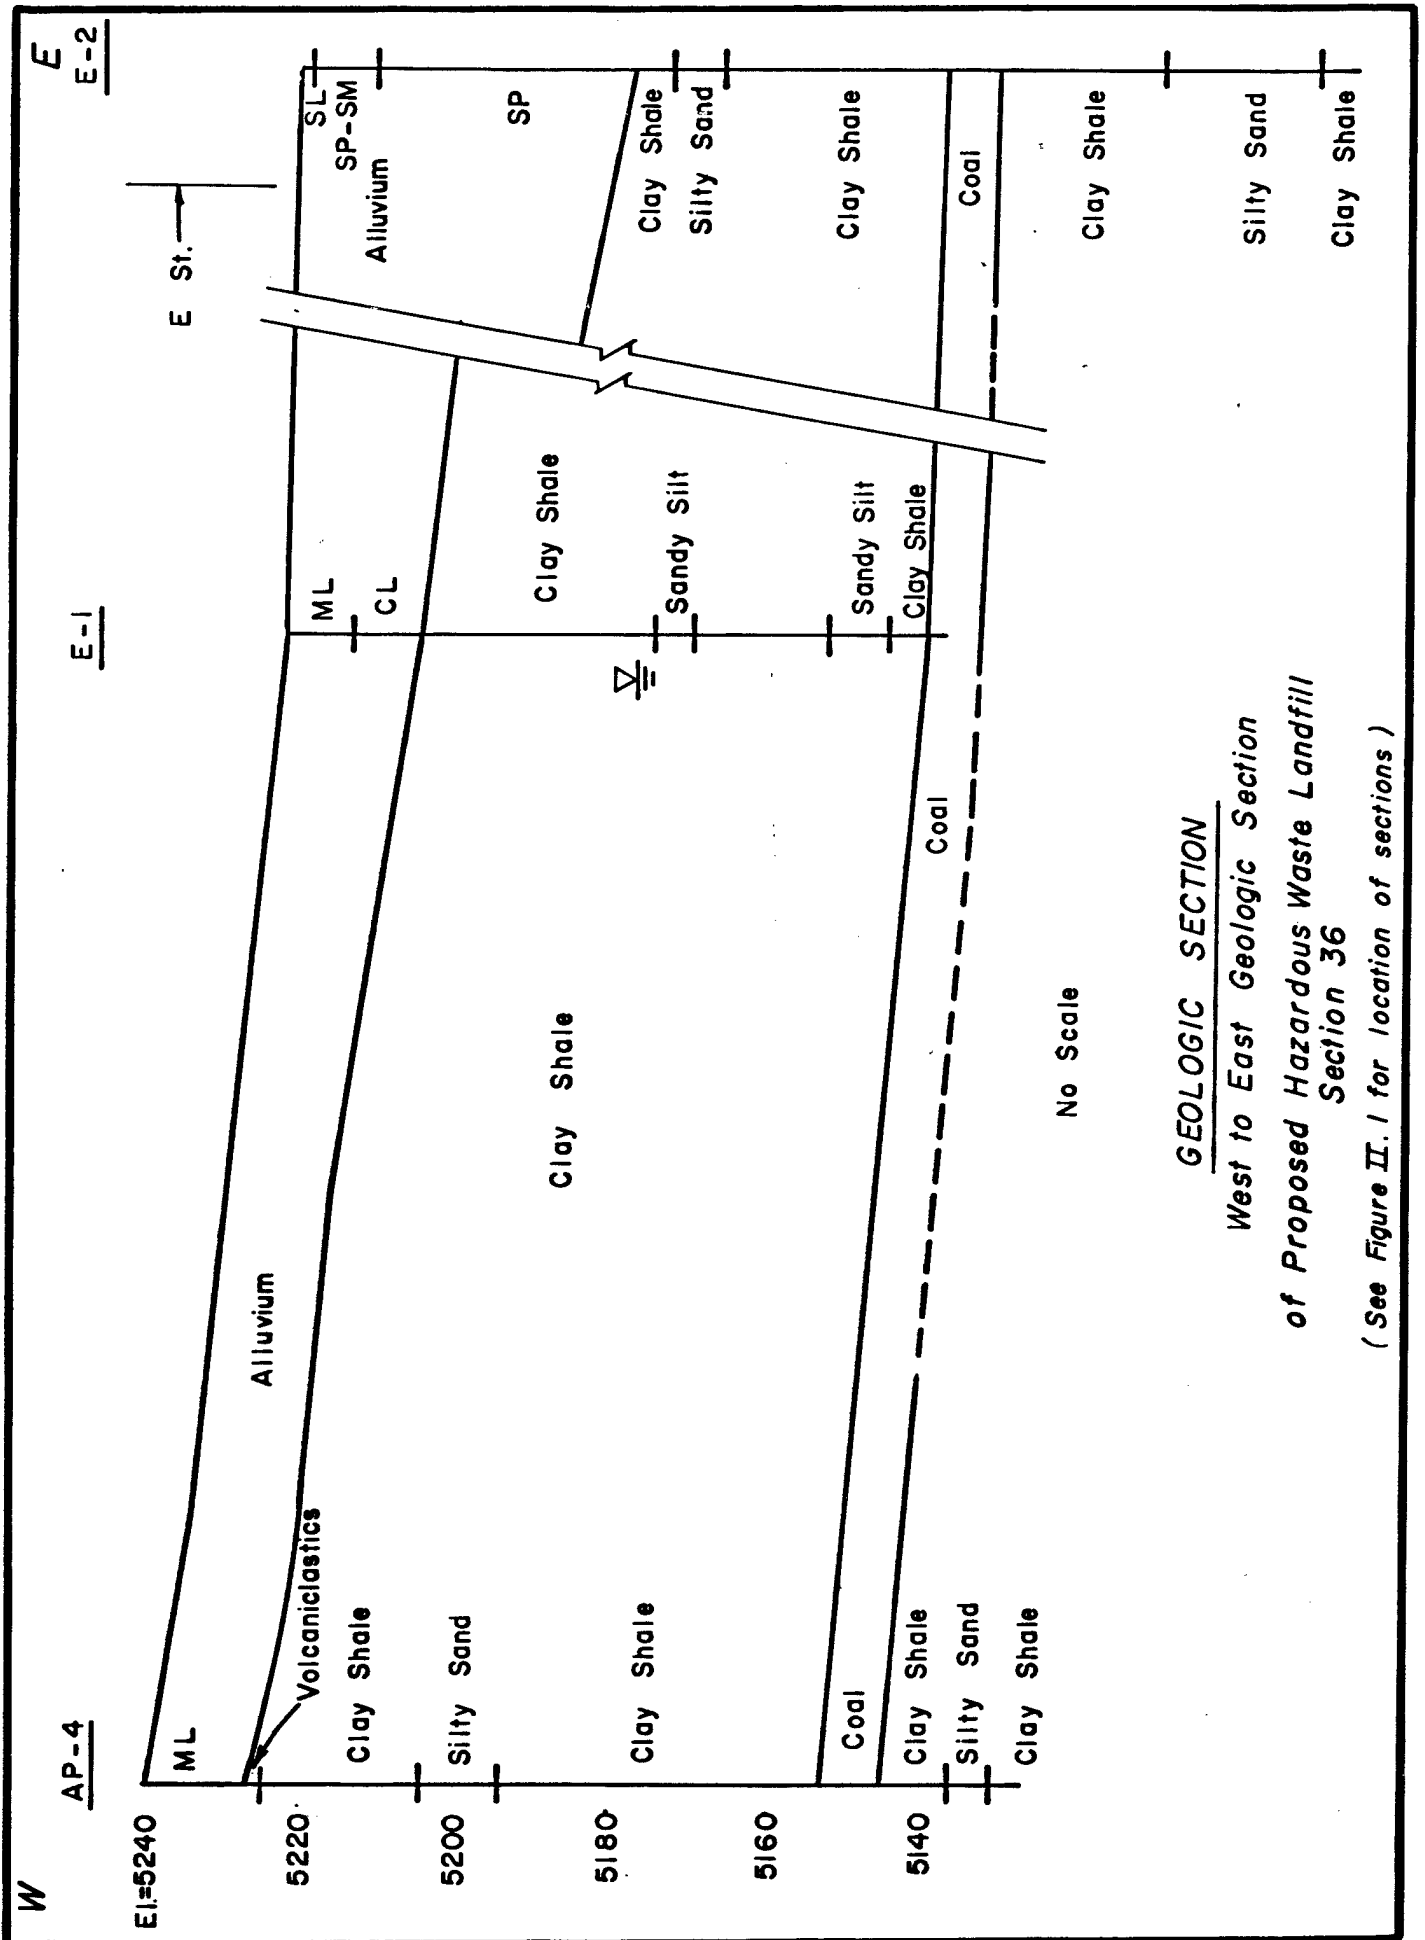 W
E
AP-4
E-1
E-2
El.=5240
5220
5200
5180
5160
5140
ML
Volcaniclastics
Clay Shale
Silty Sand
Clay Shale
Coal
Clay Shale
Silty Sand
Clay Shale
Alluvium
Clay Shale
Coal
No Scale
ML
CL
Clay Shale
Sandy Silt
Sandy Silt
Clay Shale
E St.
SL
SP-SM
Alluvium
SP
Clay Shale
Silty Sand
Clay Shale
Coal
Clay Shale
Silty Sand
Clay Shale
GEOLOGIC SECTION
West to East Geologic Section
of Proposed Hazardous Waste Landfill
Section 36
(See Figure II.1 for location of sections)